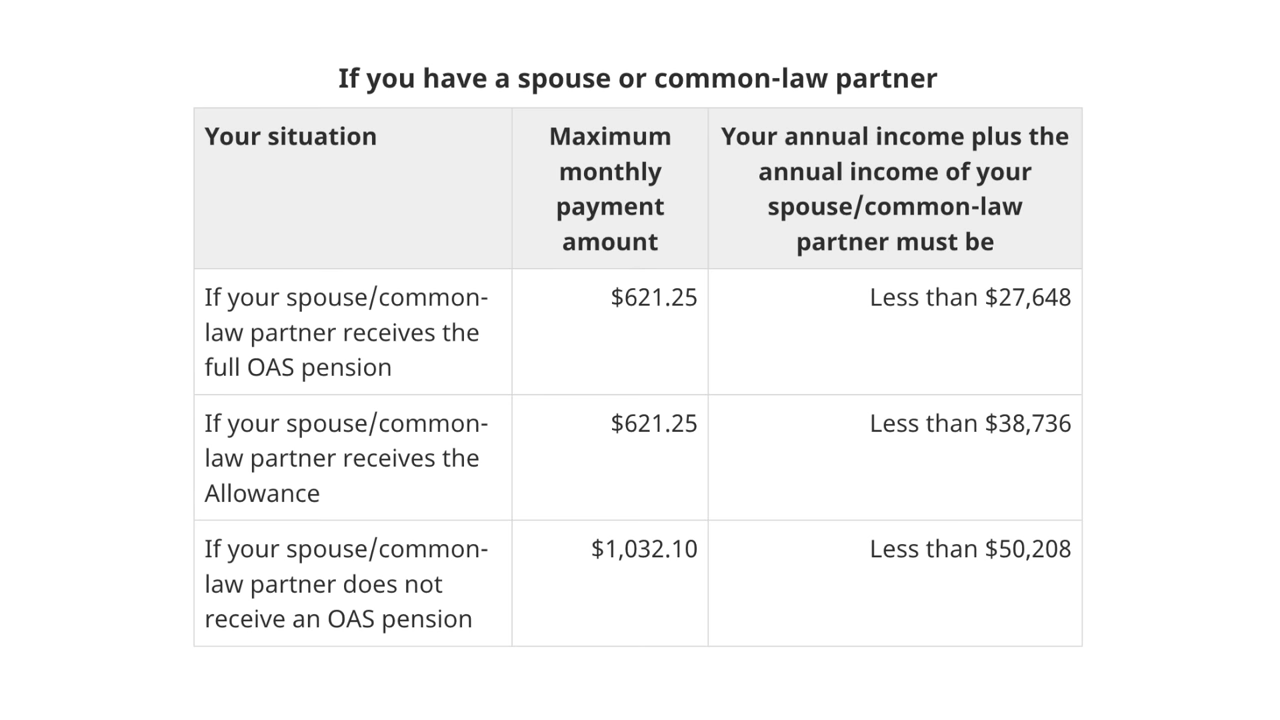 If you have a spouse or common-law partner
Your situation
Maximum
monthly
payment
amount
Your annual income plus the
annual income of your
spouse/common-law
partner must be
If your spouse/common-
law partner receives the
full OAS pension
$621.25
Less than $27,648
If your spouse/common-
law partner receives the
Allowance
$621.25
Less than $38,736
If your spouse/common-
law partner does not
receive an OAS pension
$1,032.10
Less than $50,208